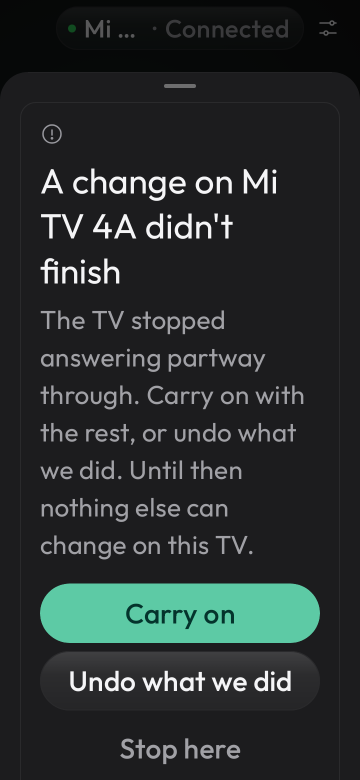 Mi ... · Connected
A change on Mi
TV 4A didn't
finish
The TV stopped
answering partway
through. Carry on with
the rest, or undo what
we did. Until then
nothing else can
change on this TV.
Carry on
Undo what we did
Stop here